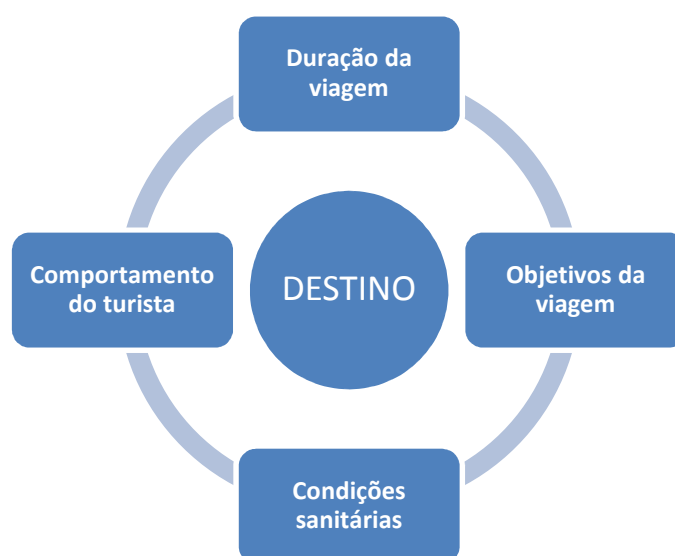 Duração da
viagem
Comportamento
do turista
DESTINO
Objetivos da
viagem
Condições
sanitárias